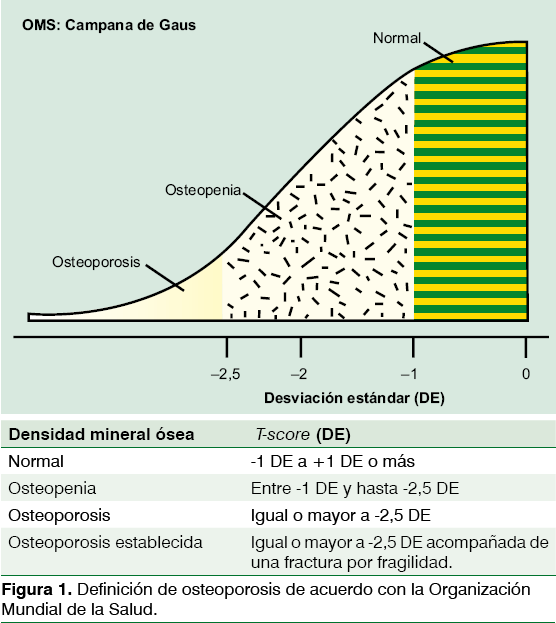 OMS: Campana de Gaus
Normal
Osteopenia
Osteoporosis
–2,5 –2 –1 0
Desviación estándar (DE)
Densidad mineral ósea T-score (DE)
Normal -1 DE a +1 DE o más
Osteopenia Entre -1 DE y hasta -2,5 DE
Osteoporosis Igual o mayor a -2,5 DE
Osteoporosis establecida Igual o mayor a -2,5 DE acompañada de
una fractura por fragilidad.
Figura 1. Definición de osteoporosis de acuerdo con la Organización
Mundial de la Salud.